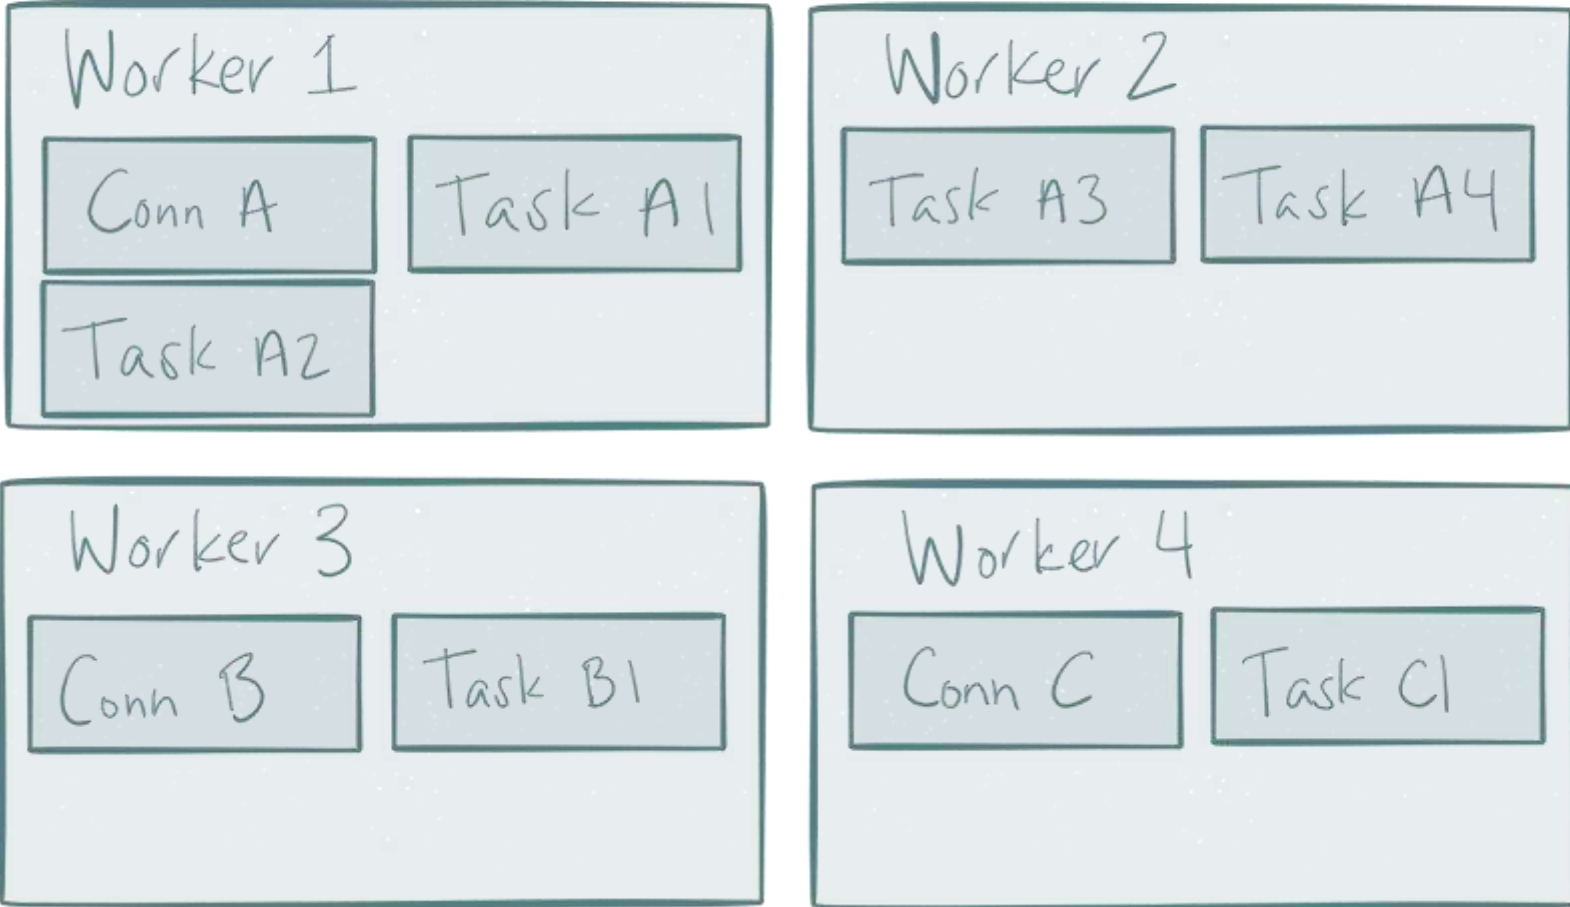 Worker 1
Conn A
Task A1
Task A2
Worker 2
Task A3
Task A4
Worker 3
Conn B
Task B1
Worker 4
Conn C
Task C1